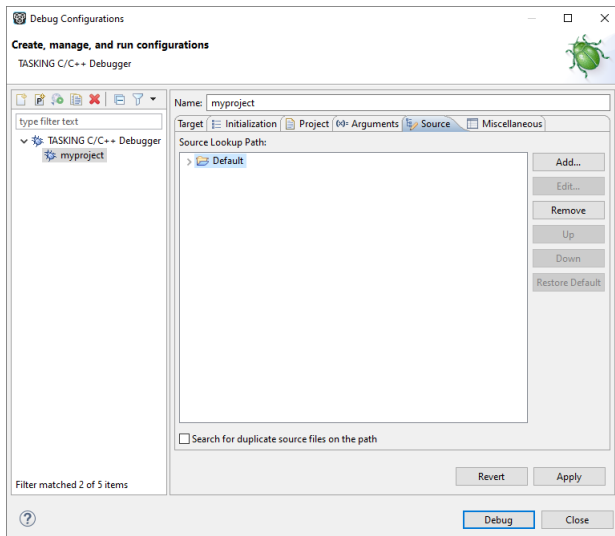 Debug Configurations
Create, manage, and run configurations
TASKING C/C++ Debugger
type filter text
TASKING C/C++ Debugger
myproject
Filter matched 2 of 5 items
Name: myproject
Target Initialization Project (x)= Arguments Source Miscellaneous
Source Lookup Path:
Default
Add...
Edit...
Remove
Up
Down
Restore Default
Search for duplicate source files on the path
Revert Apply
Debug Close